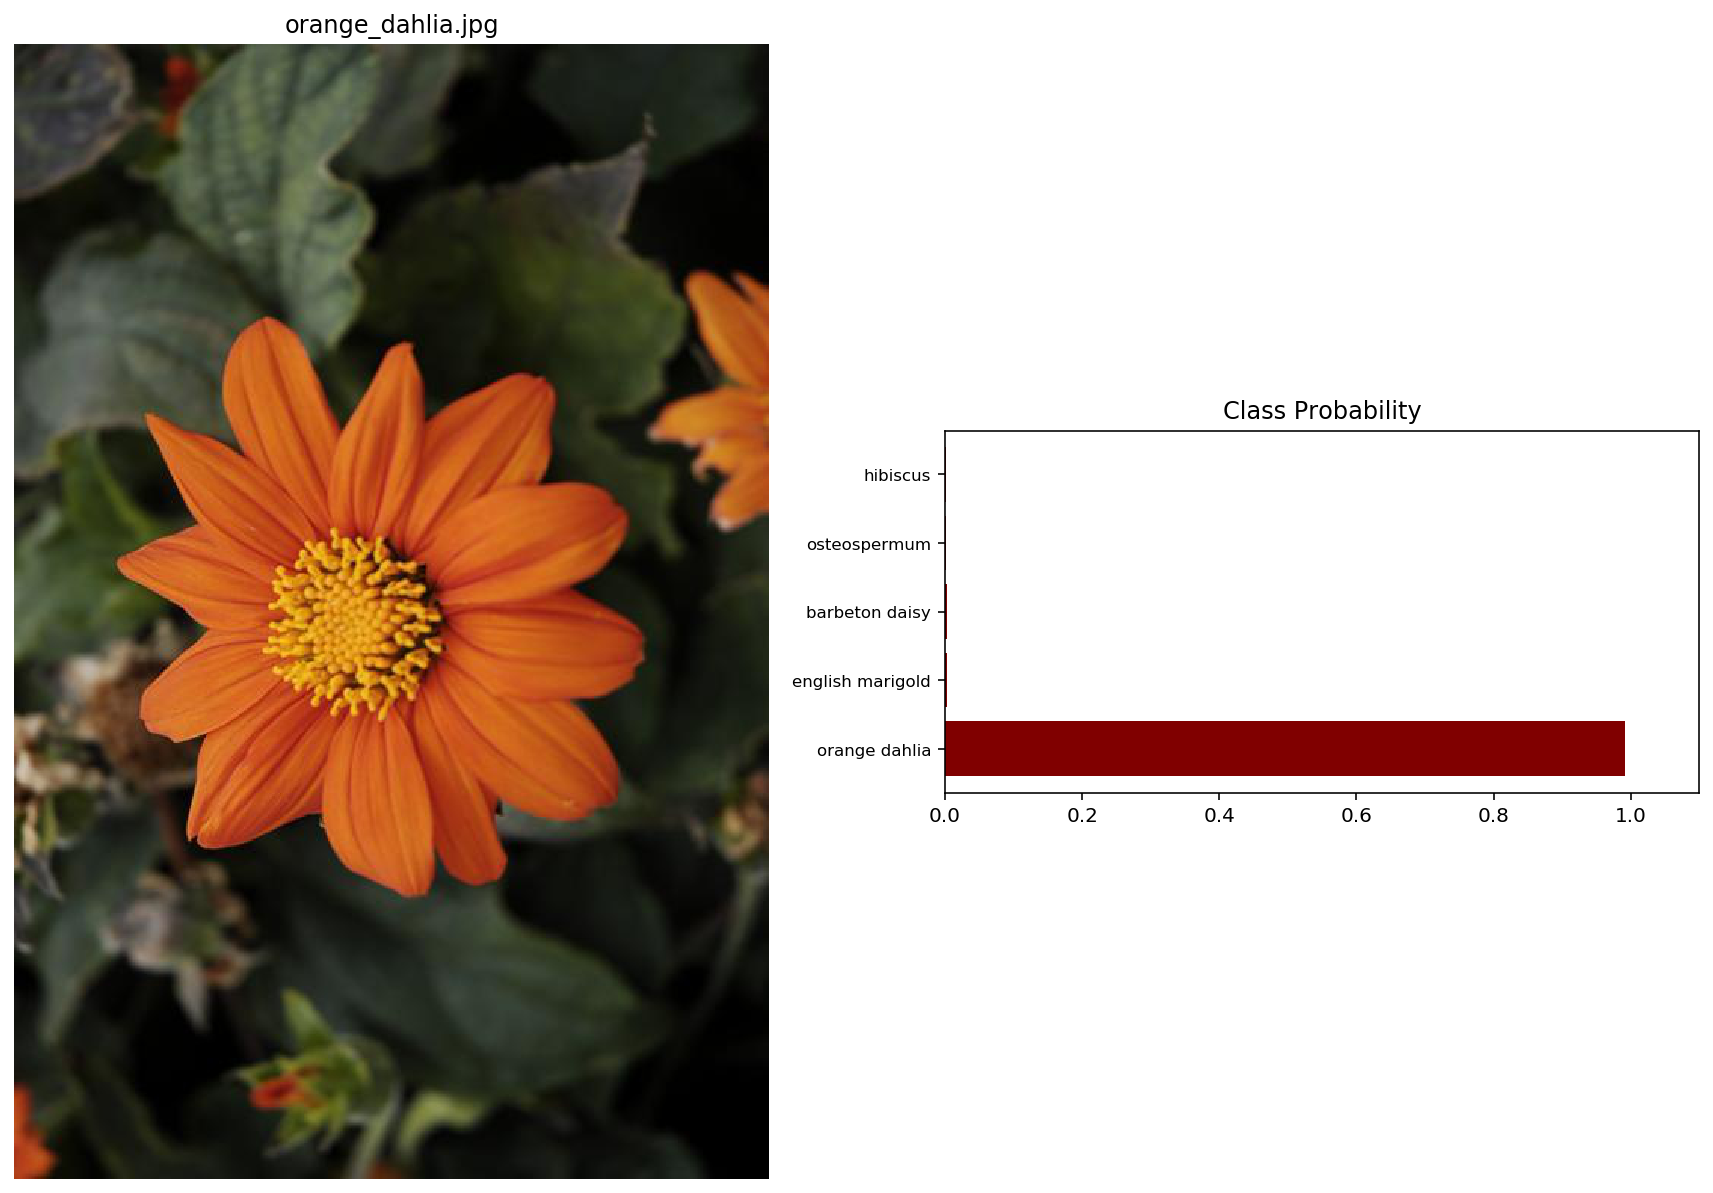 orange_dahlia.jpg
Class Probability
hibiscus
osteospermum
barbeton daisy
english marigold
orange dahlia
0.0 0.2 0.4 0.6 0.8 1.0